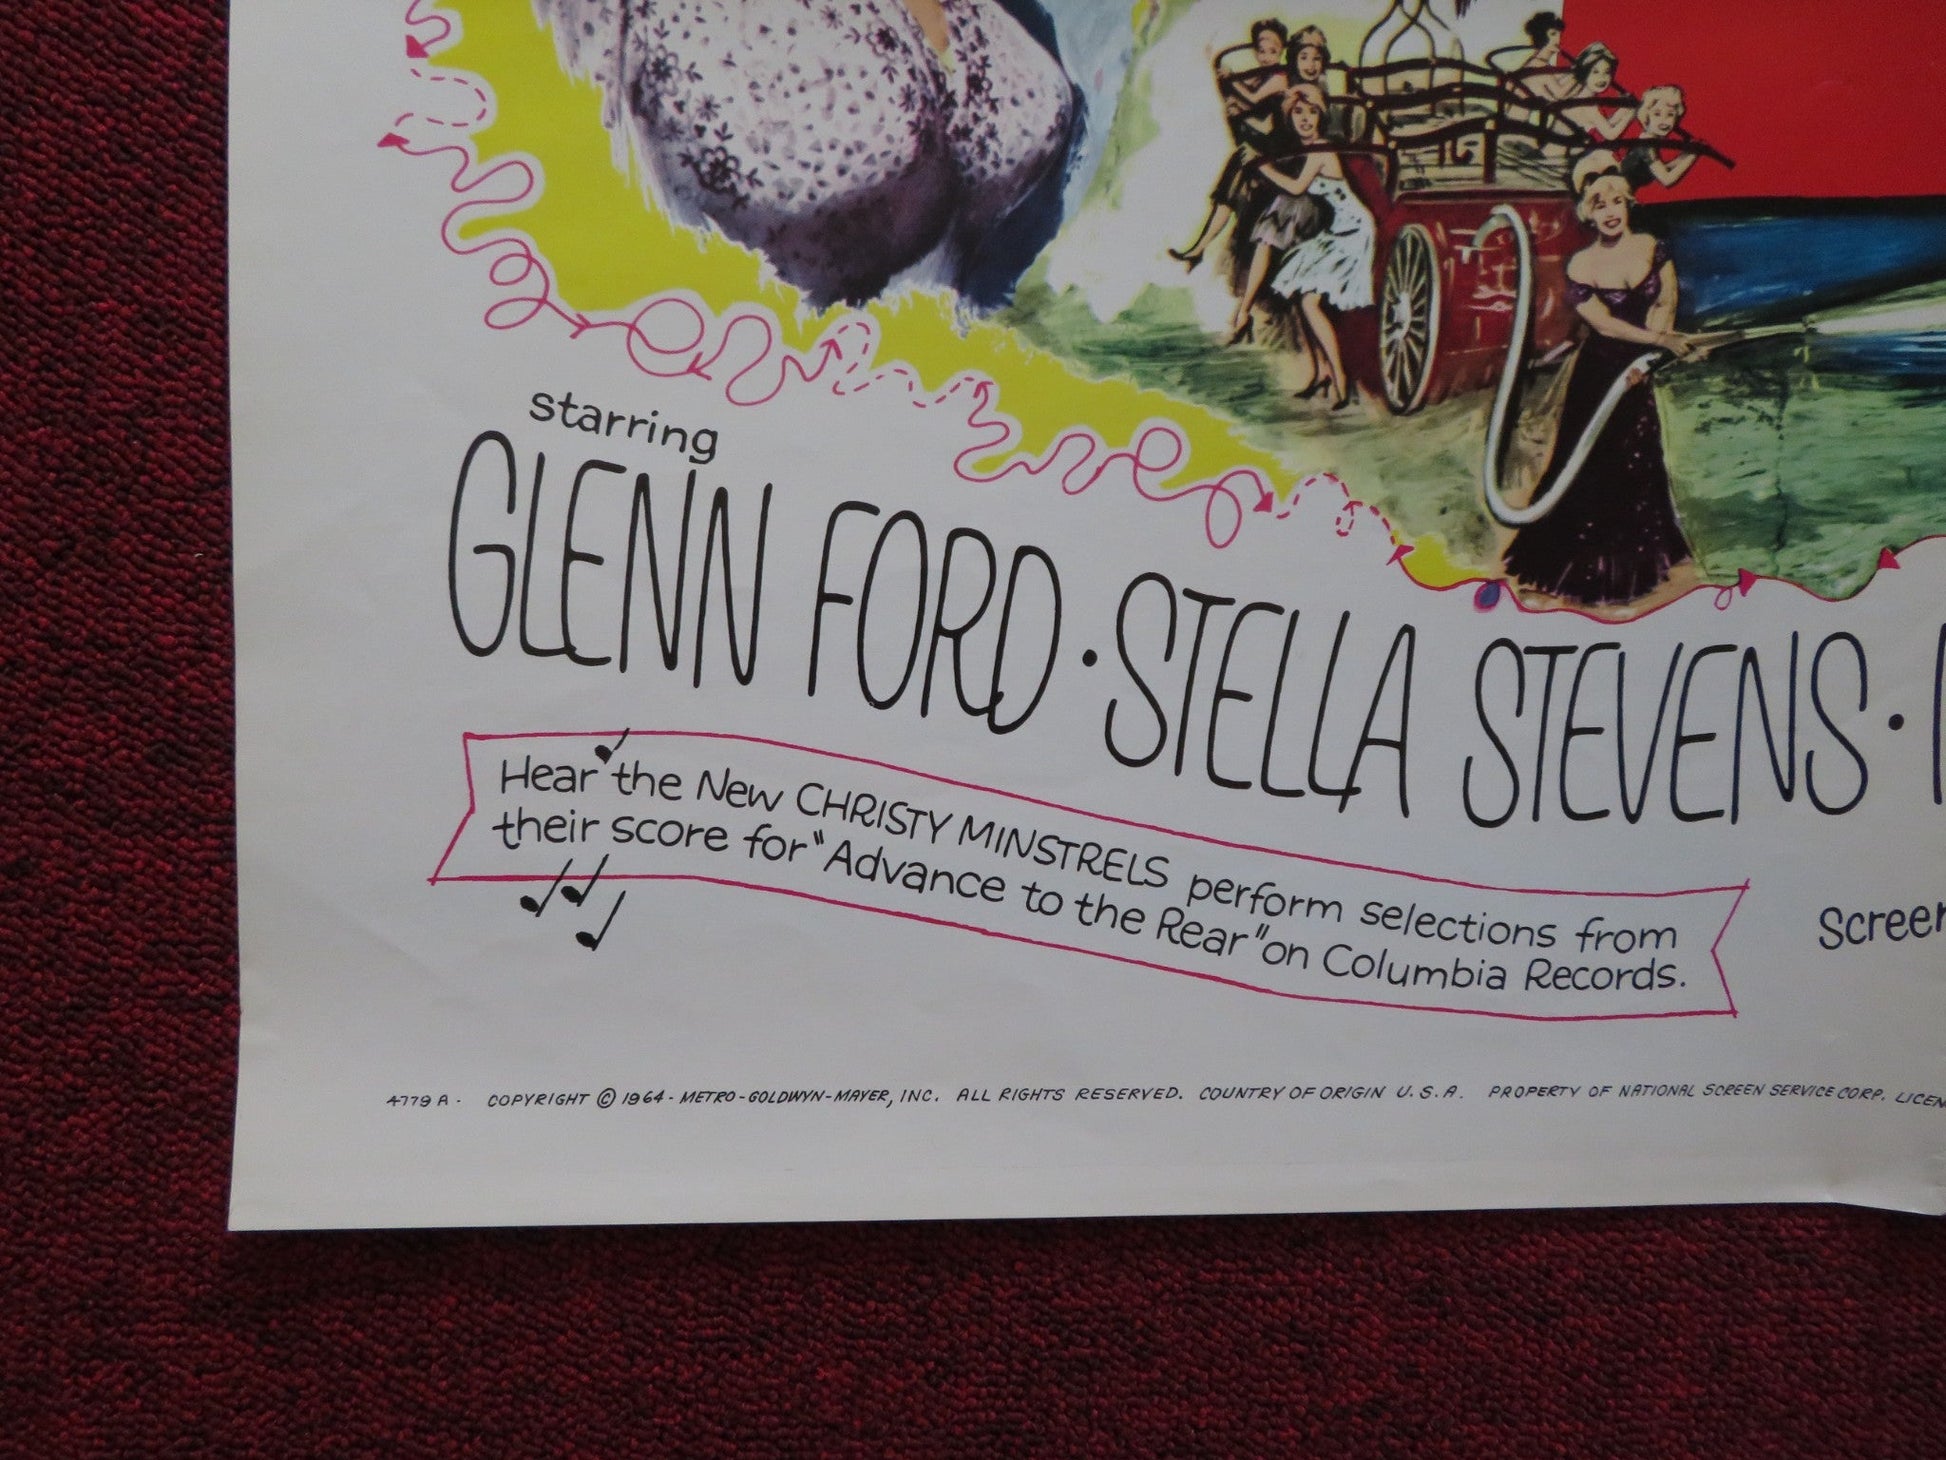 starring
GLENN FORD · STELLA STEVENS ·
Hear the New CHRISTY MINSTRELS perform selections from
their score for "Advance to the Rear" on Columbia Records.
Screen
4779 A · COPYRIGHT © 1964 - METRO-GOLDWYN-MAYER, INC. ALL RIGHTS RESERVED. COUNTRY OF ORIGIN U.S.A. PROPERTY OF NATIONAL SCREEN SERVICE CORP. LICEN